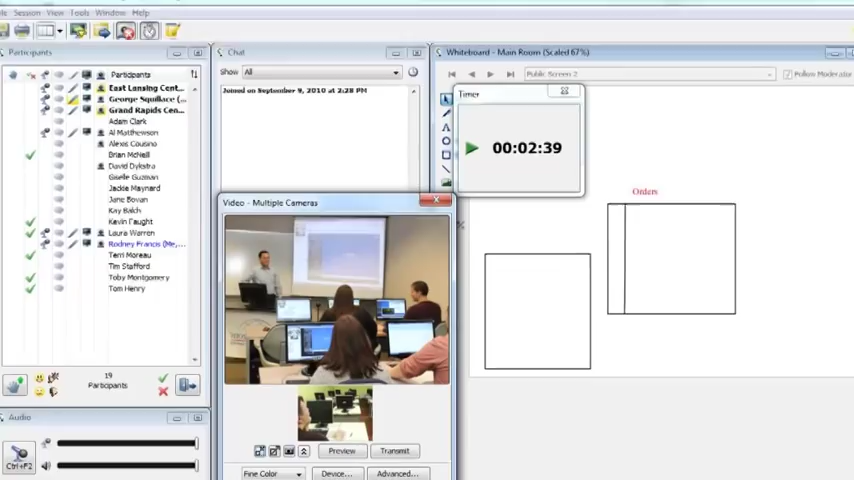 File Session View Tools Window Help
Participants
Chat
Whiteboard - Main Room (Scaled 67%)
Show All
Public Screen 2
Follow Moderator
Participants
Joined on September 9, 2010 at 2:28 PM
Timer
East Lansing Cent...
George Squillace (...
Grand Rapids Cen...
Adam Clark
Al Matthewson
Alexis Cousino
Brian McNeill
David Dykstra
Giselle Guzman
Jackie Maynard
Jane Bovan
Kay Balch
Kevin Faught
Laura Warren
Rodney Francis (Me,...
Terri Moreau
Tim Stafford
Toby Montgomery
Tom Henry
00:02:39
Orders
Video - Multiple Cameras
19
Participants
Audio
Ctrl+F2
Preview Transmit
Fine Color Device... Advanced...